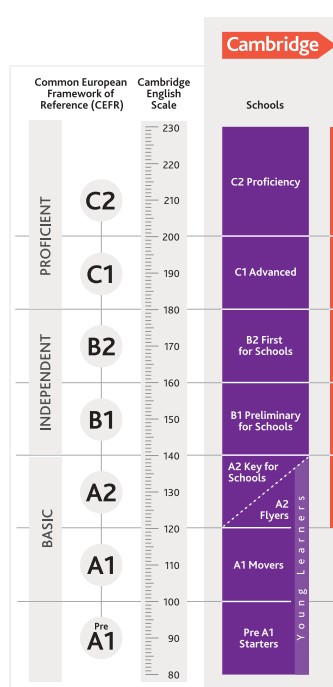 Cambridge
Common European
Framework of
Reference (CEFR)
Cambridge
English
Scale
Schools
PROFICIENT
INDEPENDENT
BASIC
C2
C1
B2
B1
A2
A1
Pre
A1
230
220
210
200
190
180
170
160
150
140
130
120
110
100
90
80
C2 Proficiency
C1 Advanced
B2 First
for Schools
B1 Preliminary
for Schools
A2 Key for
Schools
A2
Flyers
A1 Movers
Pre A1
Starters
Young Learners